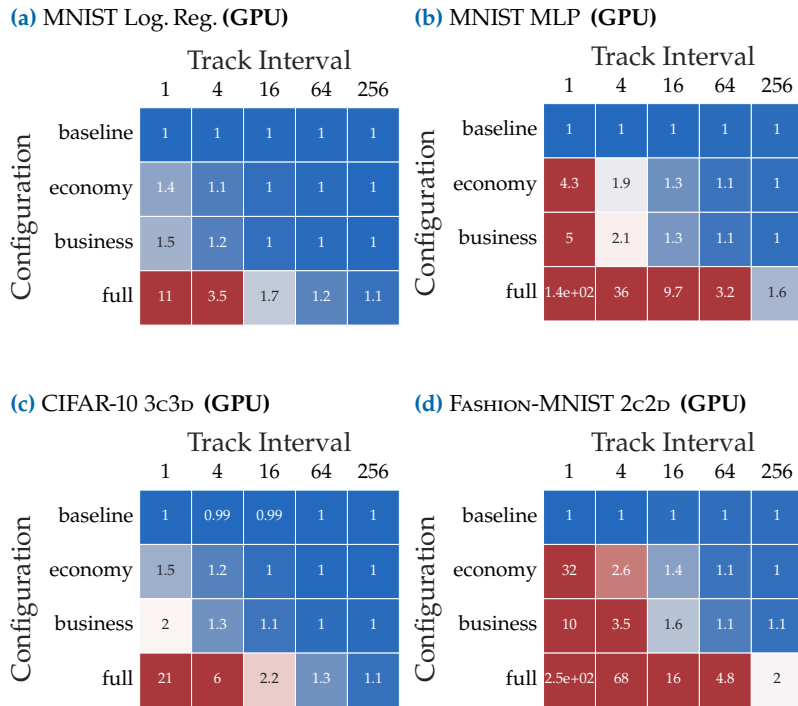 (a) MNIST Log. Reg. (GPU)
Track Interval
1 4 16 64 256
Configuration
baseline 1 1 1 1 1
economy 1.4 1.1 1 1 1
business 1.5 1.2 1 1 1
full 11 3.5 1.7 1.2 1.1
(b) MNIST MLP (GPU)
Track Interval
1 4 16 64 256
Configuration
baseline 1 1 1 1 1
economy 4.3 1.9 1.3 1.1 1
business 5 2.1 1.3 1.1 1
full 1.4e+02 36 9.7 3.2 1.6
(c) CIFAR-10 3C3D (GPU)
Track Interval
1 4 16 64 256
Configuration
baseline 1 0.99 0.99 1 1
economy 1.5 1.2 1 1 1
business 2 1.3 1.1 1 1
full 21 6 2.2 1.3 1.1
(d) FASHION-MNIST 2C2D (GPU)
Track Interval
1 4 16 64 256
Configuration
baseline 1 1 1 1 1
economy 32 2.6 1.4 1.1 1
business 10 3.5 1.6 1.1 1.1
full 2.5e+02 68 16 4.8 2